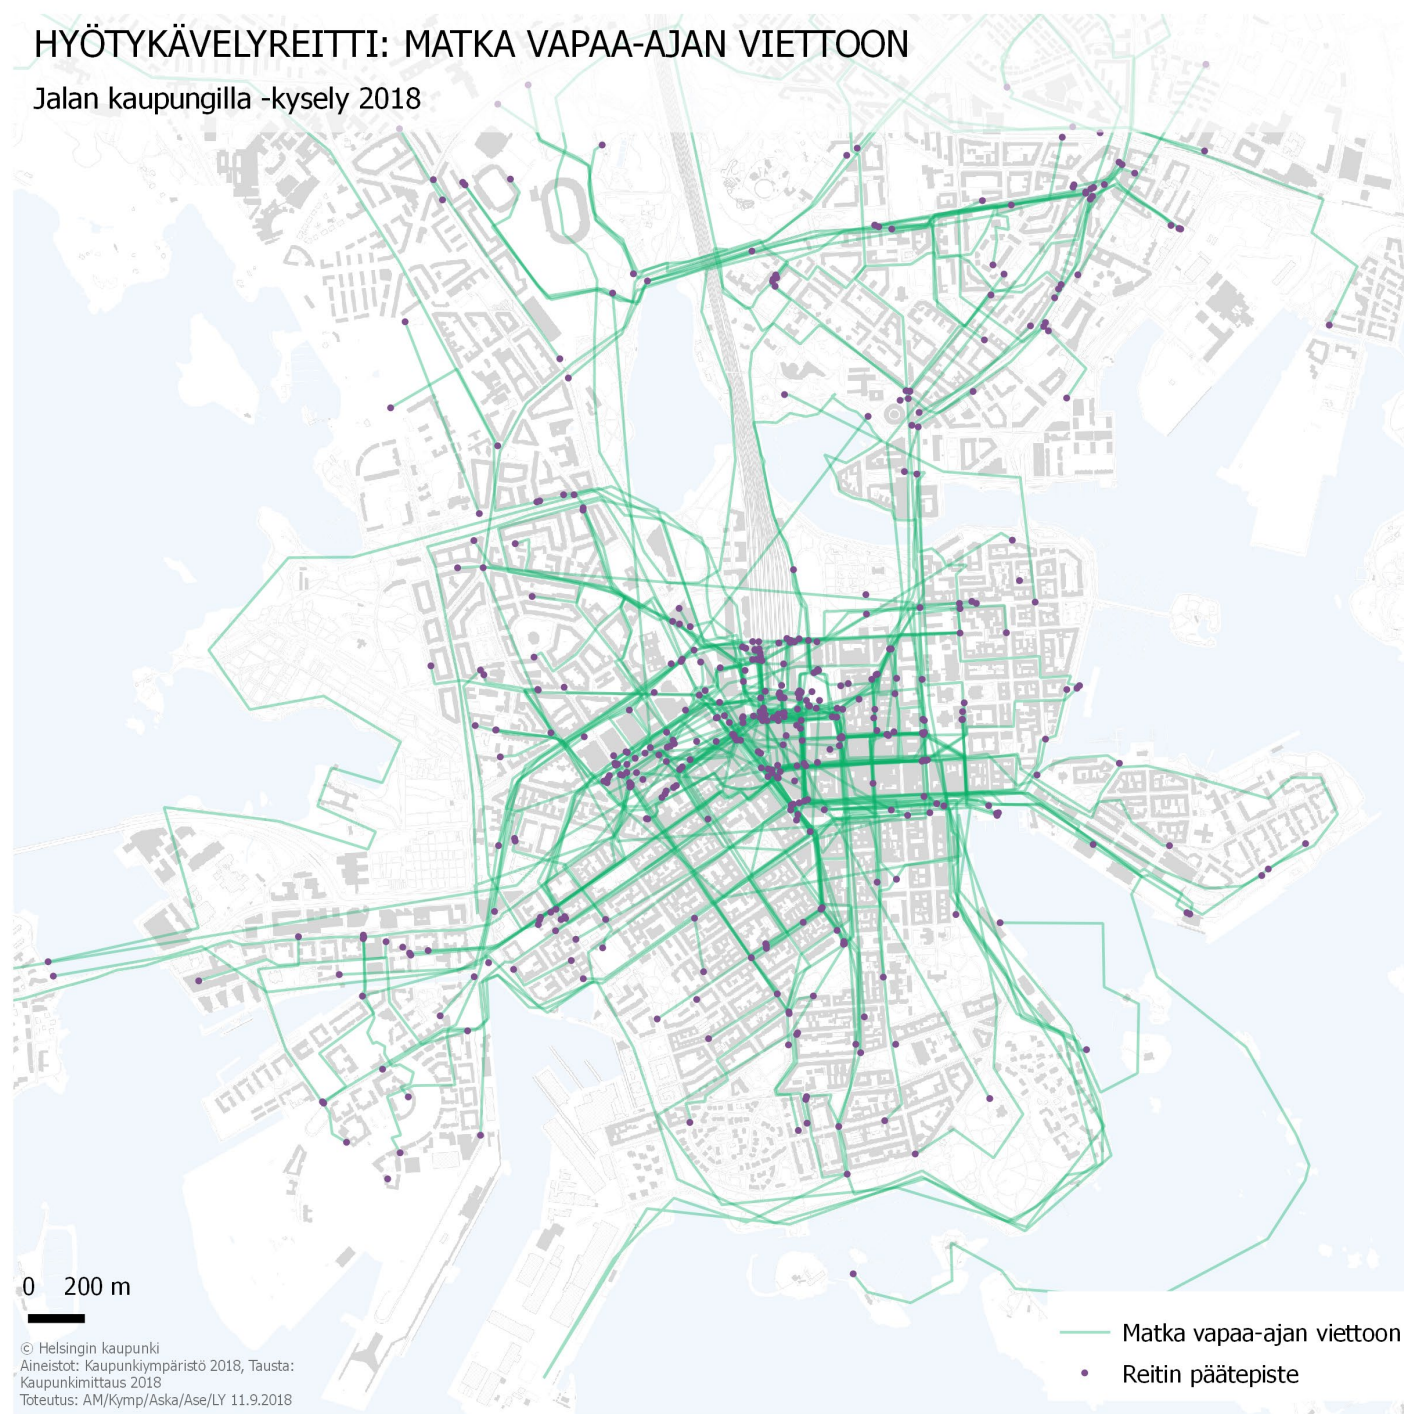 HYÖTYKÄVELYREITTI: MATKA VAPAA-AJAN VIETTOON
Jalan kaupungilla -kysely 2018
0 200 m
© Helsingin kaupunki
Aineistot: Kaupunkiympäristö 2018, Tausta:
Kaupunkimittaus 2018
Toteutus: AM/Kymp/Aska/Ase/LY 11.9.2018
Matka vapaa-ajan viettoon
Reitin päätepiste